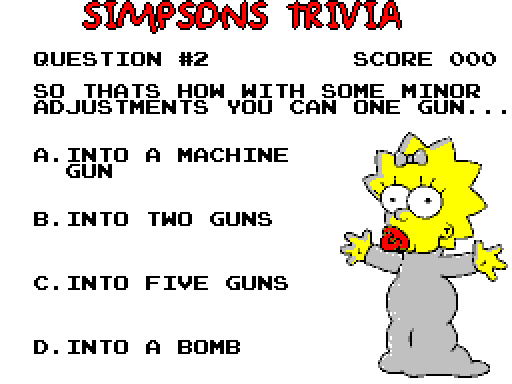 SIMPSONS TRIVIA
QUESTION #2 SCORE 000
SO THATS HOW WITH SOME MINOR
ADJUSTMENTS YOU CAN ONE GUN...
A. INTO A MACHINE
GUN
B. INTO TWO GUNS
C. INTO FIVE GUNS
D. INTO A BOMB